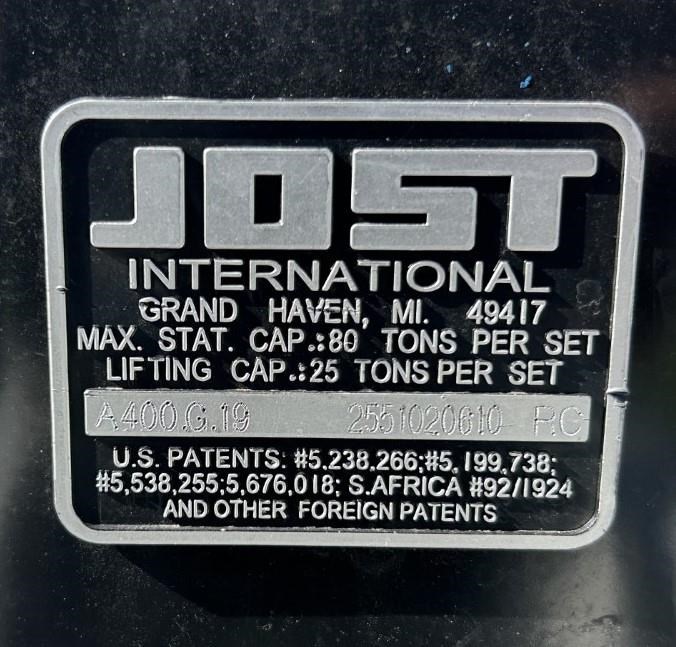 JOST
INTERNATIONAL
GRAND HAVEN, MI. 49417
MAX. STAT. CAP.:80 TONS PER SET
LIFTING CAP.:25 TONS PER SET
A400.G.19 2551020610 RC
U.S. PATENTS: #5,238,266;#5,199,738;
#5,538,255;5,676,018; S.AFRICA #92/1924
AND OTHER FOREIGN PATENTS